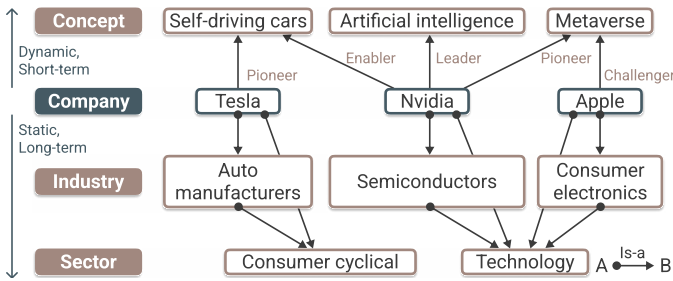 Concept
Self-driving cars
Artificial intelligence
Metaverse
Dynamic,
Short-term
Pioneer
Enabler
Leader
Pioneer
Challenger
Company
Tesla
Nvidia
Apple
Static,
Long-term
Industry
Auto
manufacturers
Semiconductors
Consumer
electronics
Sector
Consumer cyclical
Technology
Is-a
A
B